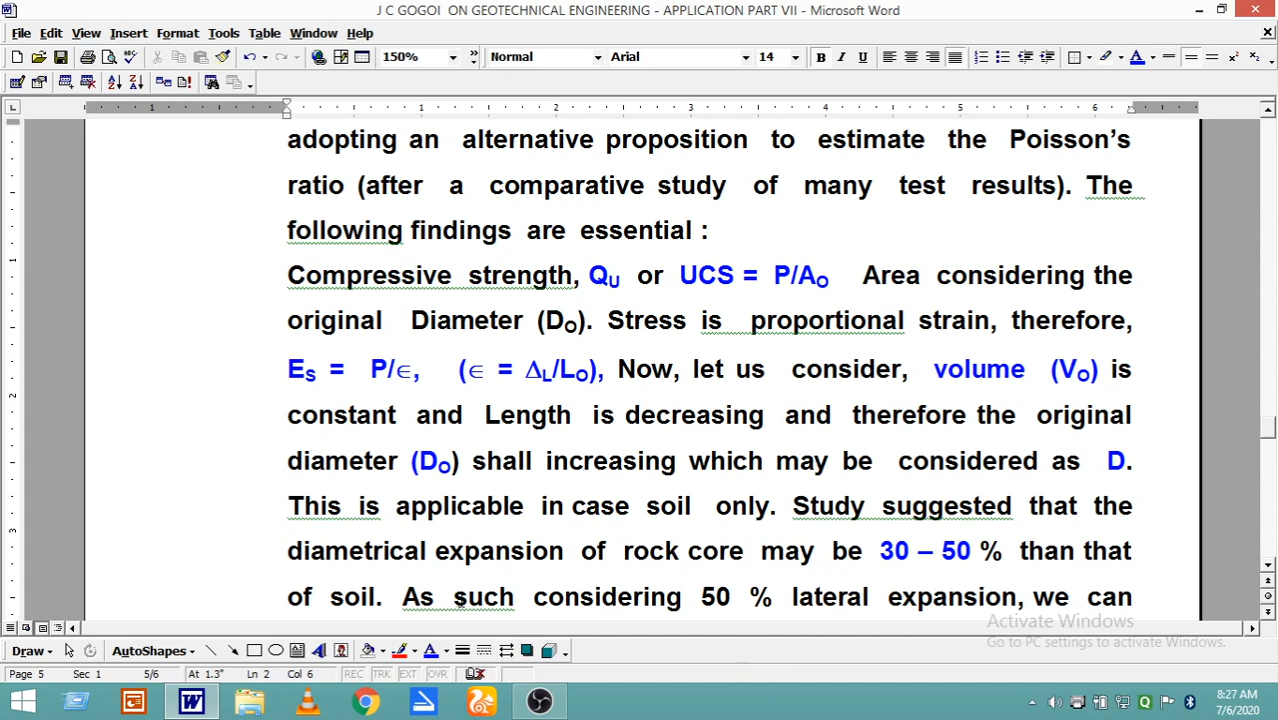 J C GOGOI ON GEOTECHNICAL ENGINEERING - APPLICATION PART VII - Microsoft Word
File Edit View Insert Format Tools Table Window Help
150% Normal Arial 14 B I U
adopting an alternative proposition to estimate the Poisson’s
ratio (after a comparative study of many test results). The
following findings are essential :
Compressive strength, QU or UCS = P/AO Area considering the
original Diameter (DO). Stress is proportional strain, therefore,
ES = P/∈, (∈ = ΔL/LO), Now, let us consider, volume (VO) is
constant and Length is decreasing and therefore the original
diameter (DO) shall increasing which may be considered as D.
This is applicable in case soil only. Study suggested that the
diametrical expansion of rock core may be 30 – 50 % than that
of soil. As such considering 50 % lateral expansion, we can
Activate Windows
Go to PC settings to activate Windows.
Draw AutoShapes
Page 5 Sec 1 5/6 At 1.3" Ln 2 Col 6 REC TRK EXT OVR
8:27 AM
7/6/2020